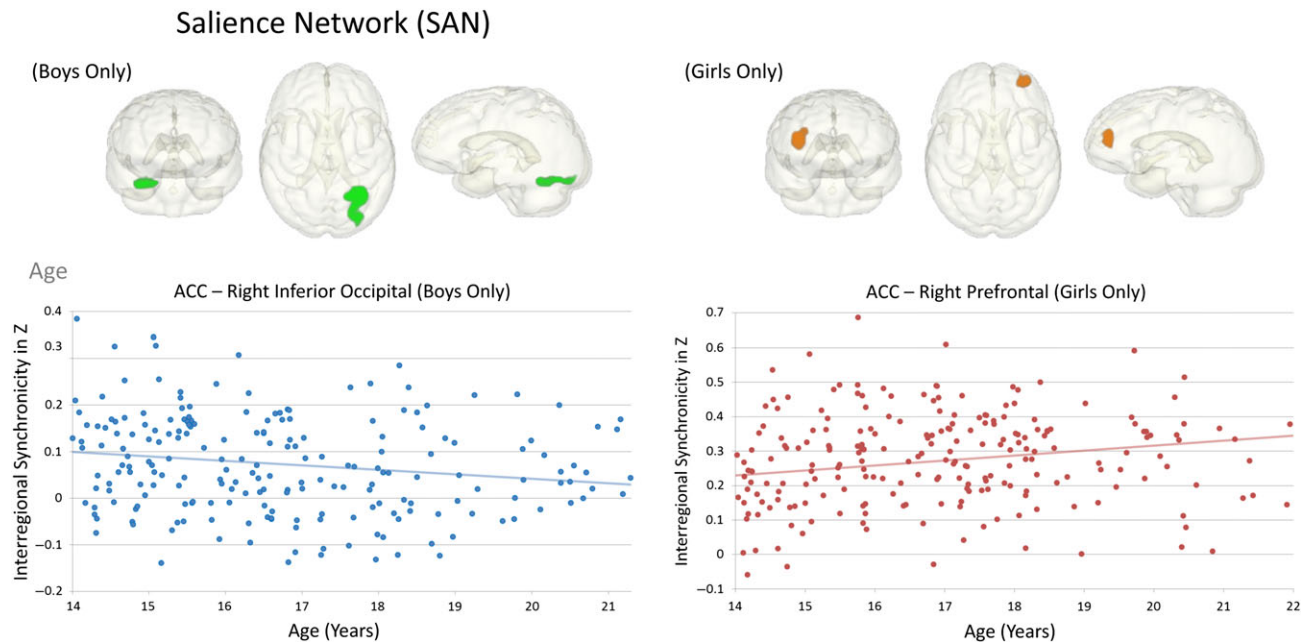 Salience Network (SAN)
(Boys Only)
(Girls Only)
Age
ACC – Right Inferior Occipital (Boys Only)
Interregional Synchronicity in Z
0.4
0.3
0.2
0.1
0
–0.1
–0.2
14 15 16 17 18 19 20 21
Age (Years)
ACC – Right Prefrontal (Girls Only)
Interregional Synchronicity in Z
0.7
0.6
0.5
0.4
0.3
0.2
0.1
0
–0.1
14 15 16 17 18 19 20 21 22
Age (Years)